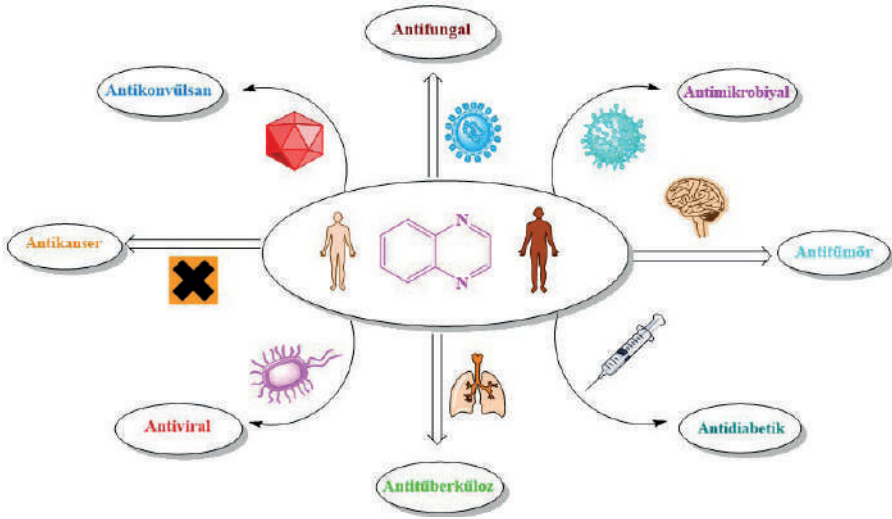 Antifungal
Antikonvülsan
Antimikrobiyal
N
Antikanser
Antitümör
N
Antiviral
Antidiabetik
Antitüberküloz